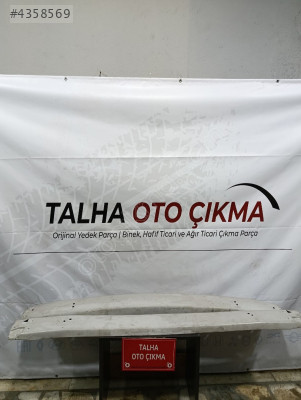 #4358569
TALHA OTO ÇIKMA
Orijinal Yedek Parça | Binek, Hafif Ticari ve Ağır Ticari Çıkma Parça
TALHA
OTO ÇIKMA